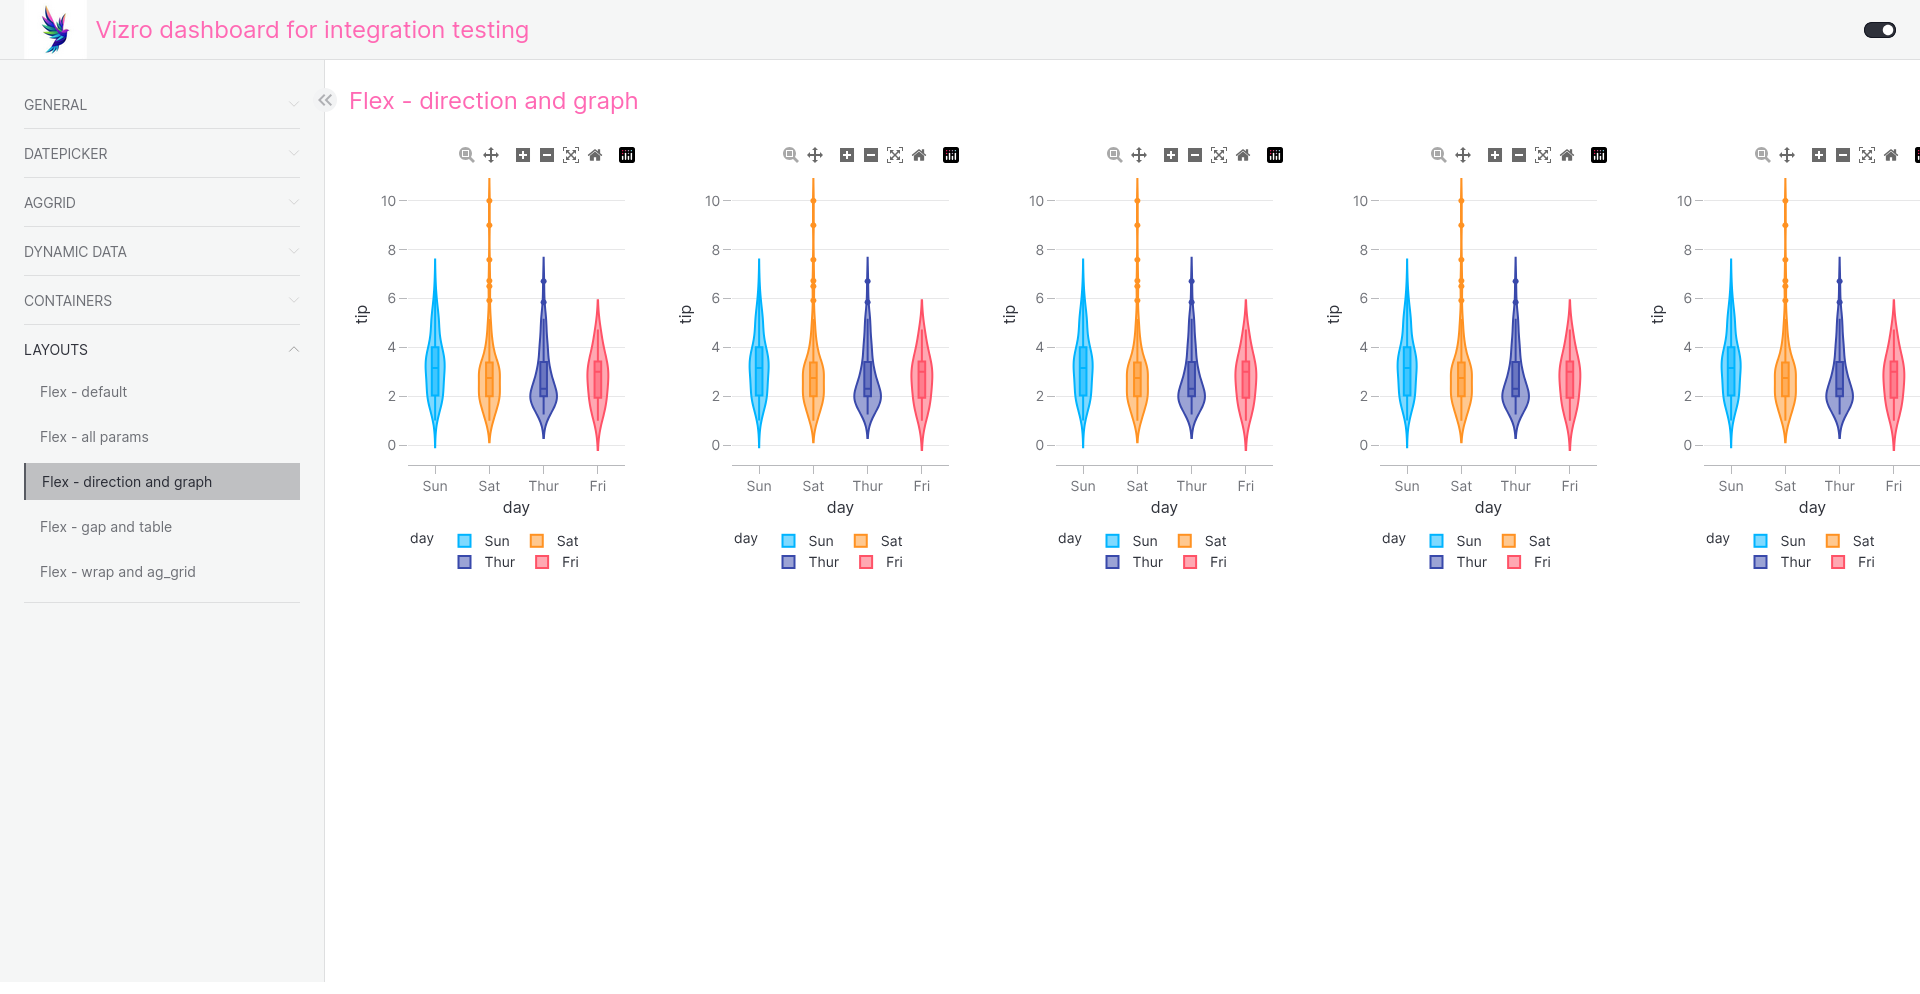 Vizro dashboard for integration testing
GENERAL
DATEPICKER
AGGRID
DYNAMIC DATA
CONTAINERS
LAYOUTS
Flex - default
Flex - all params
Flex - direction and graph
Flex - gap and table
Flex - wrap and ag_grid
Flex - direction and graph
10
8
6
4
2
0
tip
Sun Sat Thur Fri
day
day Sun Sat
Thur Fri
10
8
6
4
2
0
tip
Sun Sat Thur Fri
day
day Sun Sat
Thur Fri
10
8
6
4
2
0
tip
Sun Sat Thur Fri
day
day Sun Sat
Thur Fri
10
8
6
4
2
0
tip
Sun Sat Thur Fri
day
day Sun Sat
Thur Fri
10
8
6
4
2
0
tip
Sun Sat Thur Fri
day
day Sun Sat
Thur Fri